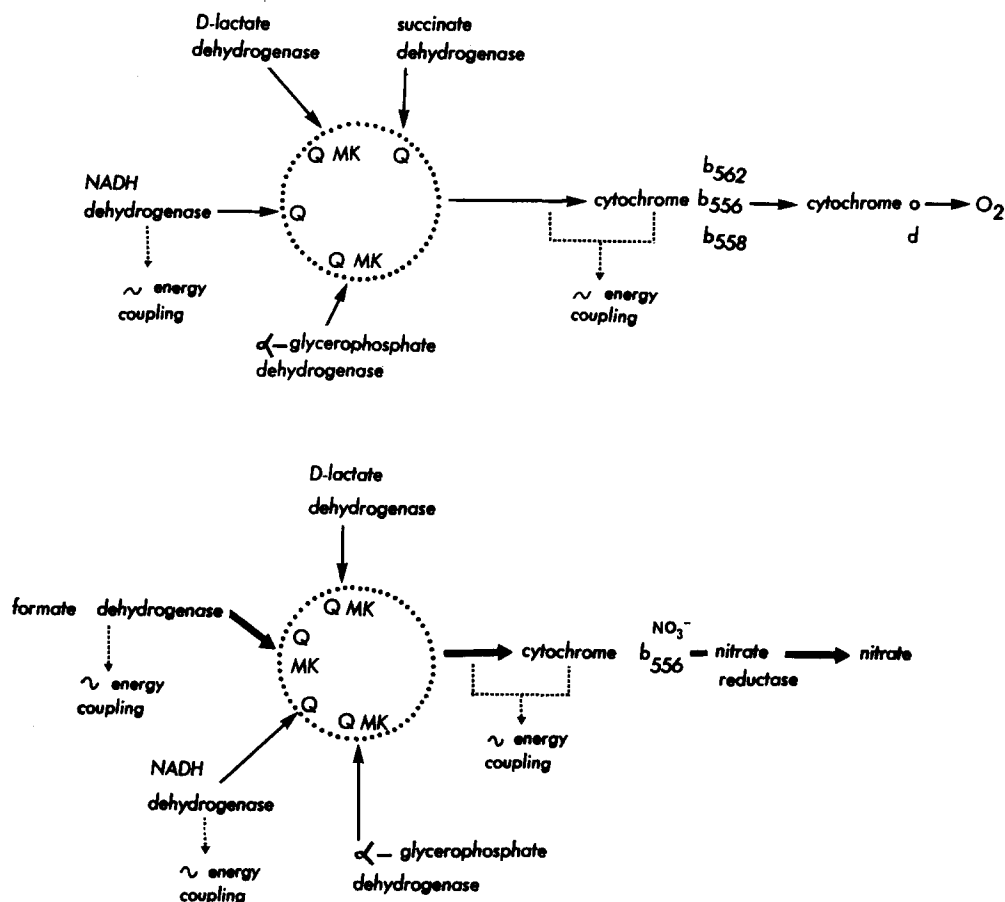 D-lactate
dehydrogenase
succinate
dehydrogenase
Q MK
Q
NADH
dehydrogenase
Q
Q MK
∼ energy
coupling
α-glycerophosphate
dehydrogenase
b562
cytochrome b556
b558
cytochrome o
d
O2
∼ energy
coupling
D-lactate
dehydrogenase
formate dehydrogenase
Q MK
Q
MK
Q
Q MK
∼ energy
coupling
NADH
dehydrogenase
∼ energy
coupling
α- glycerophosphate
dehydrogenase
cytochrome b556 NO3-
nitrate
reductase
nitrate
∼ energy
coupling